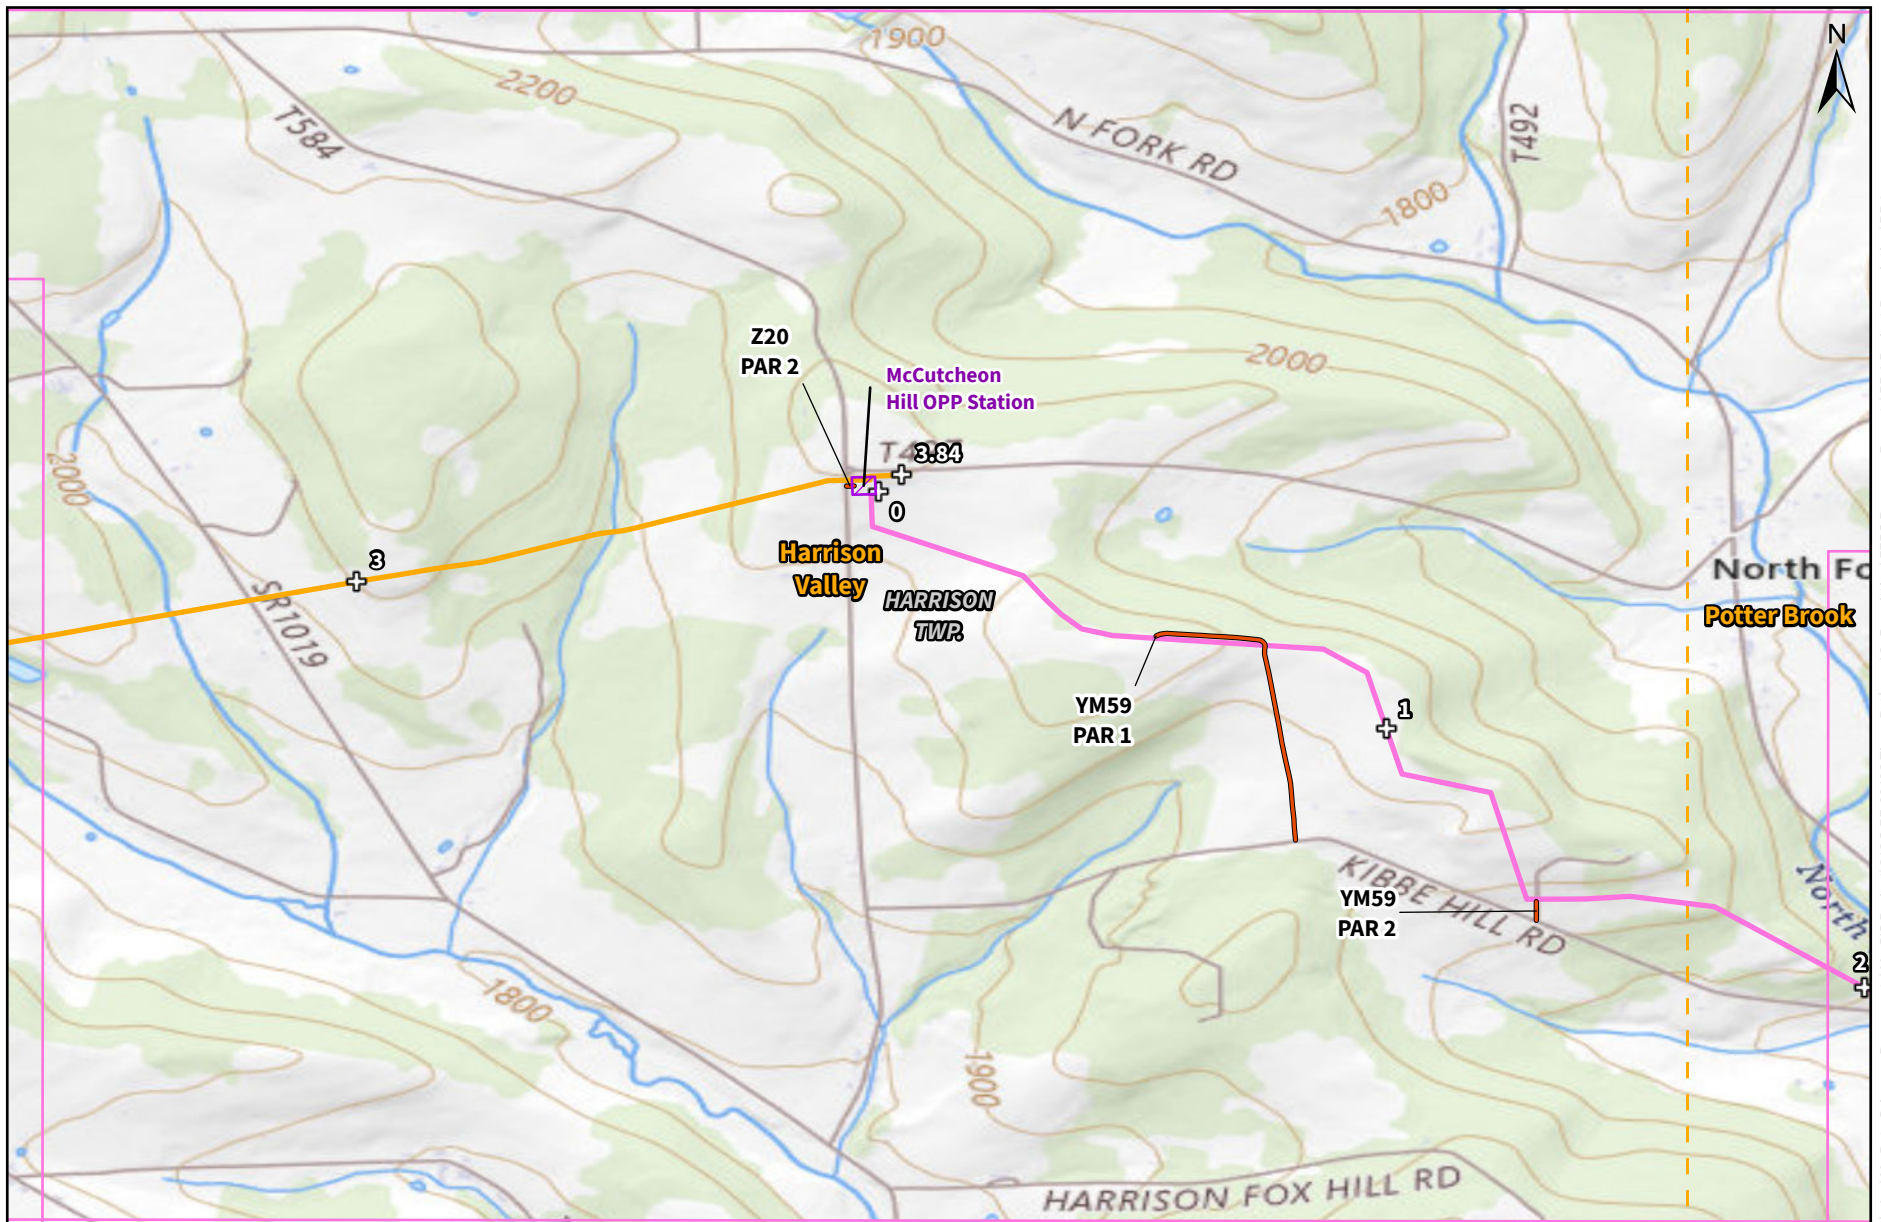 N
1900
2200
T584
N FORK RD
T492
1800
Z20
PAR 2
McCutcheon
Hill OPP Station
2000
3.84
2000
0
3
Harrison
Valley
HARRISON
TWP.
North Fo
Potter Brook
SR1019
YM59
PAR 1
1
KIBBE HILL RD
YM59
PAR 2
North
2
1800
1900
HARRISON FOX HILL RD